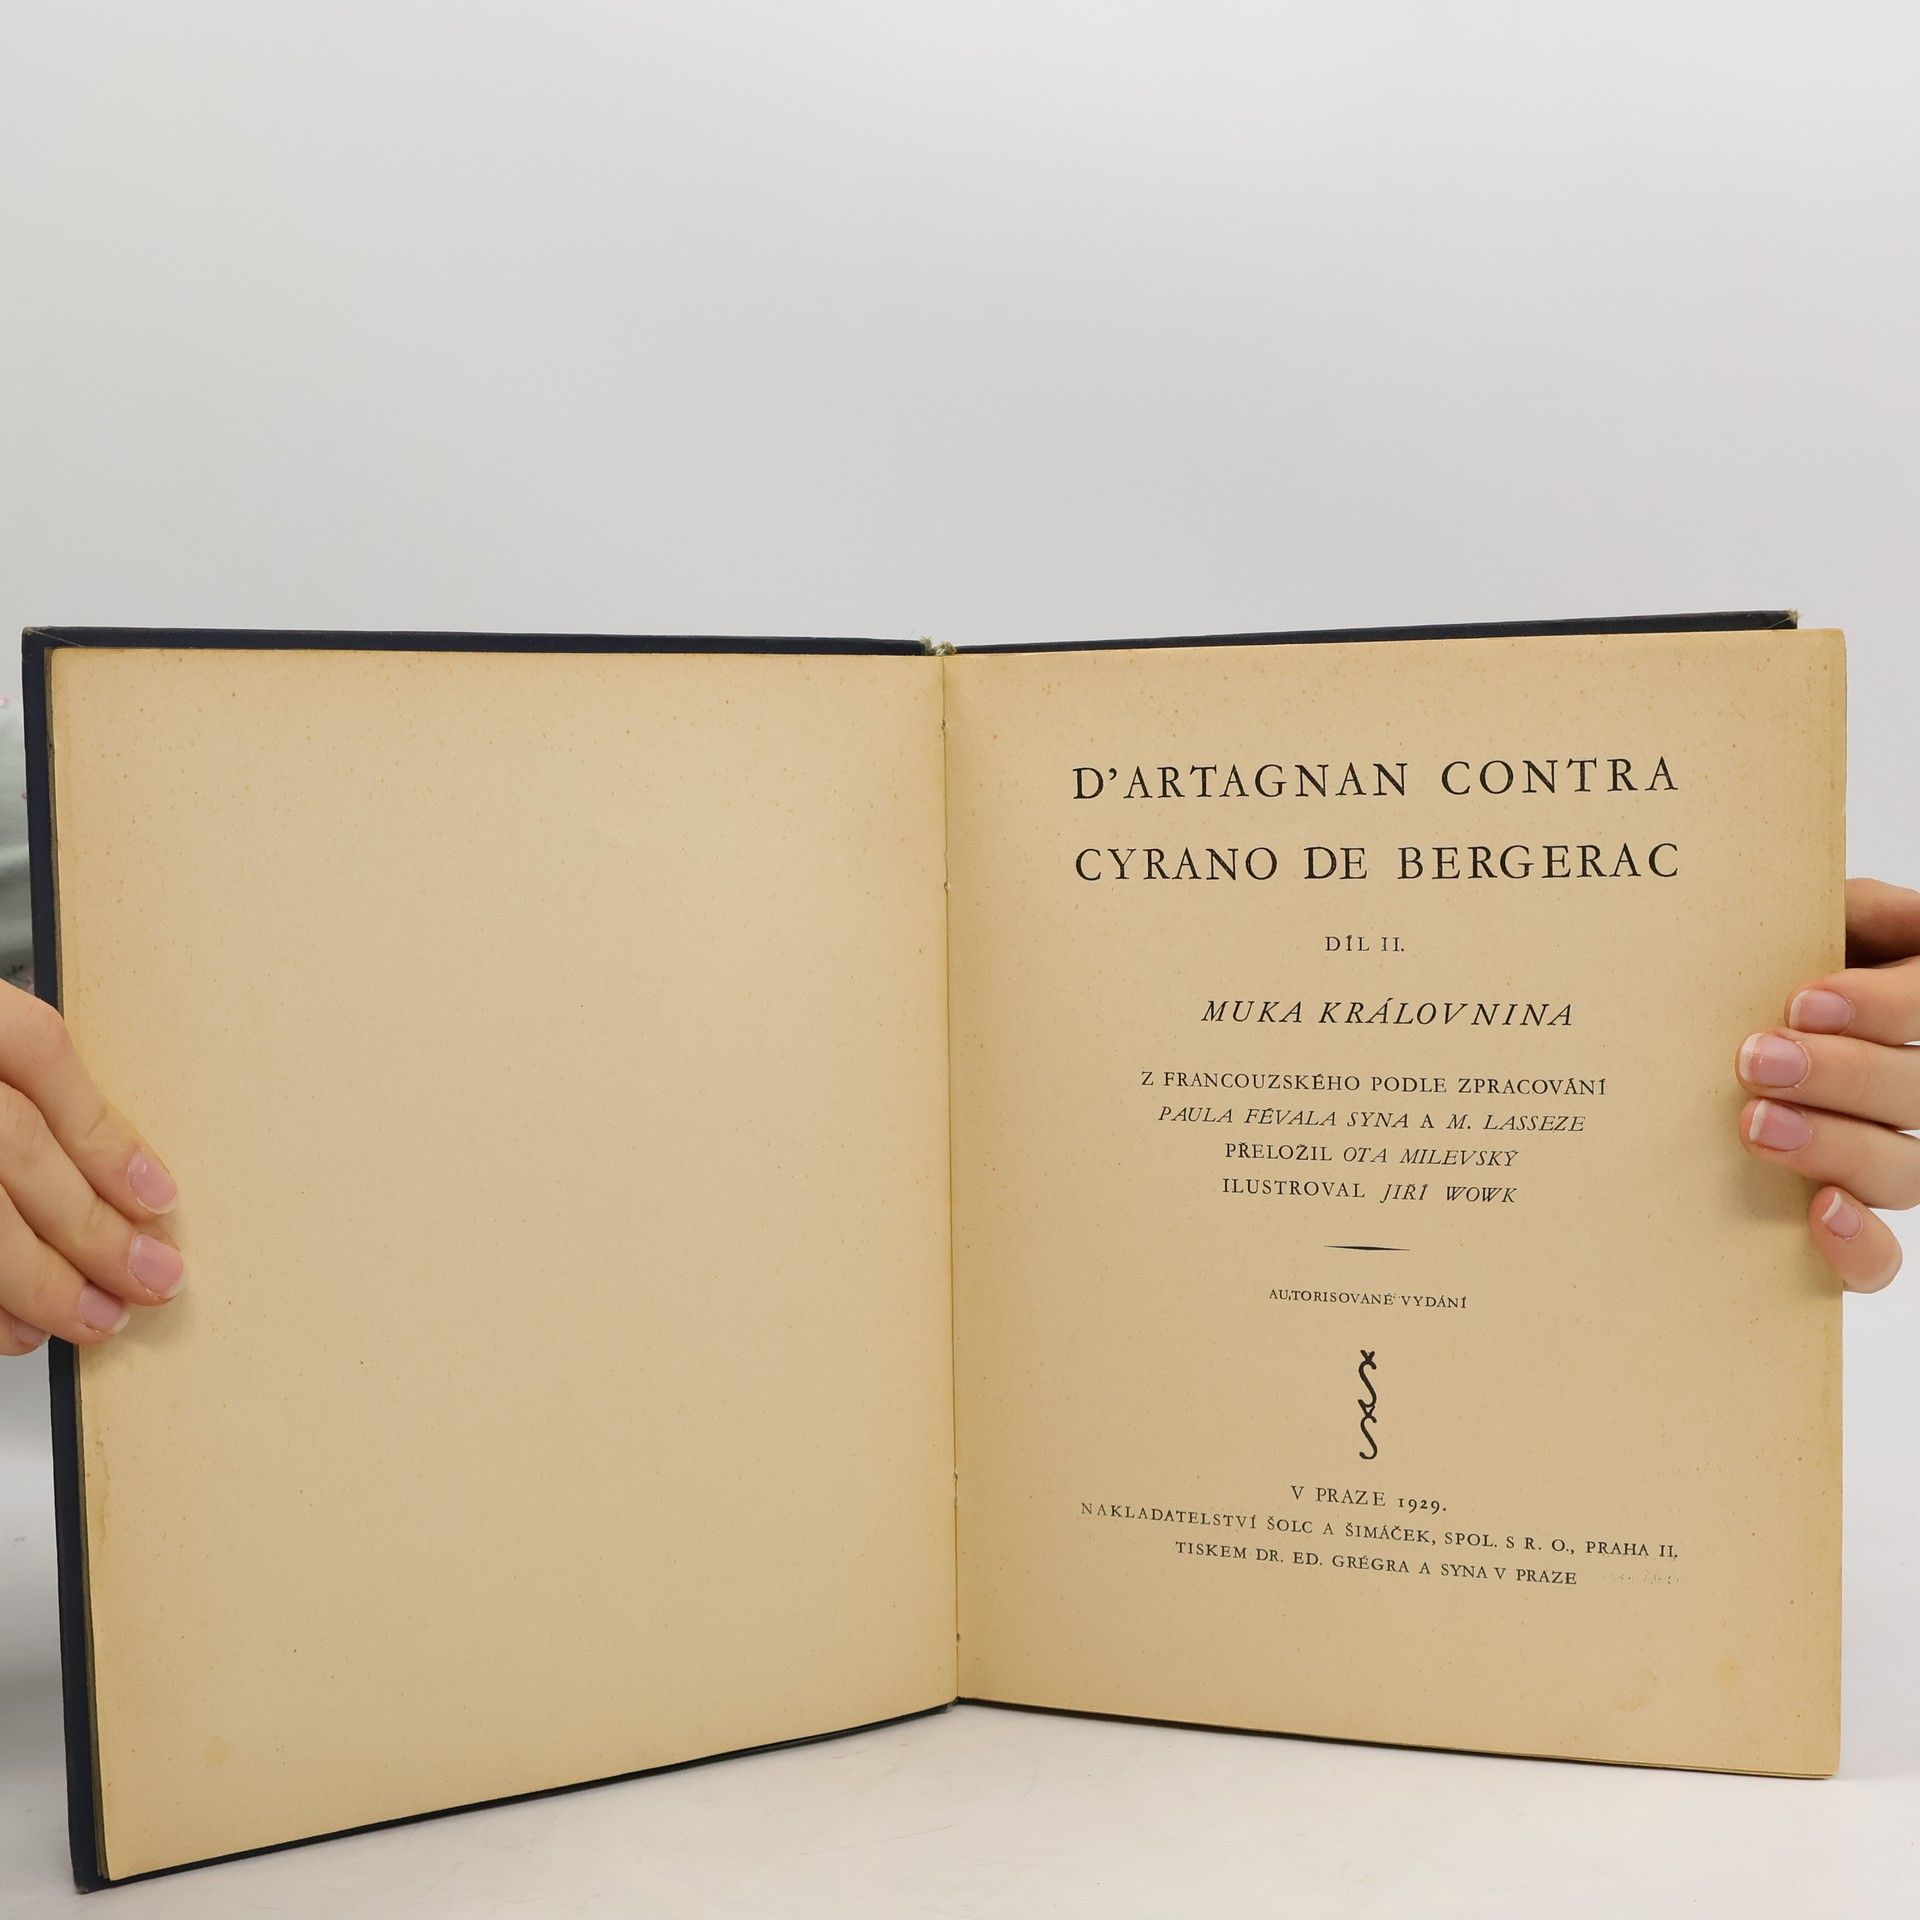 D'ARTAGNAN CONTRA
CYRANO DE BERGERAC
DÍL II.
MUKA KRÁLOVNINA
Z FRANCOUZSKÉHO PODLE ZPRACOVÁNÍ
PAULA FÉVALA SYNA A M. LASSEZE
PŘELOŽIL OTA MILEVSKÝ
ILUSTROVAL JIŘÍ WOWK
AUTORISOVANÉ VYDÁNÍ
V PRAZE 1929.
NAKLADATELSTVÍ ŠOLC A ŠIMÁČEK, SPOL. S R. O., PRAHA II.
TISKEM DR. ED. GRÉGRA A SYNA V PRAZE